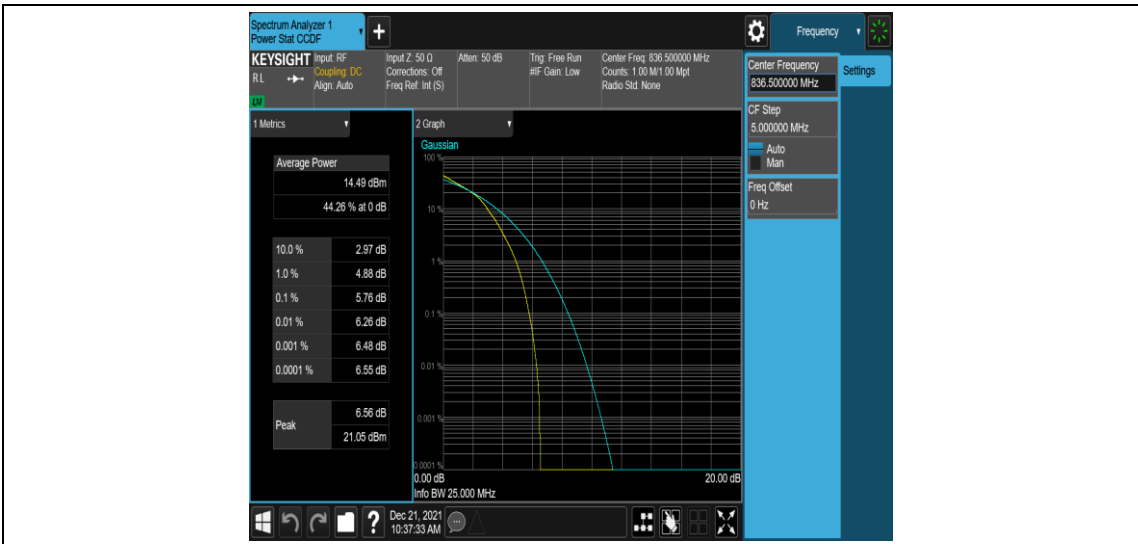 Spectrum Analyzer 1
Power Stat CCDF
+
Frequency
KEYSIGHT
R L
LXI
Input: RF
Coupling: DC
Align: Auto
Input Z: 50 Ω
Corrections: Off
Freq Ref: Int (S)
Atten: 50 dB
Trig: Free Run
#IF Gain: Low
Center Freq: 836.500000 MHz
Counts: 1.00 M/1.00 Mpt
Radio Std: None
Center Frequency
836.500000 MHz
Settings
CF Step
5.000000 MHz
Auto
Man
Freq Offset
0 Hz
1 Metrics
Average Power
14.49 dBm
44.26 % at 0 dB
10.0 % 2.97 dB
1.0 % 4.88 dB
0.1 % 5.76 dB
0.01 % 6.26 dB
0.001 % 6.48 dB
0.0001 % 6.55 dB
Peak
6.56 dB
21.05 dBm
2 Graph
Gaussian
100 %
10 %
1 %
0.1 %
0.01 %
0.001 %
0.0001 %
0.00 dB
20.00 dB
Info BW 25.000 MHz
?
Dec 21, 2021
10:37:33 AM